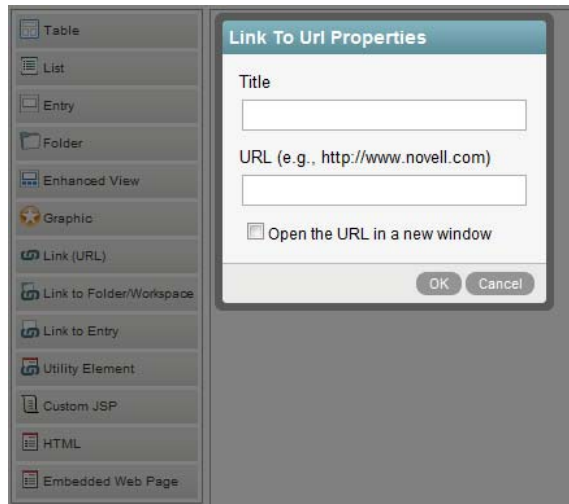 Table
List
Entry
Folder
Enhanced View
Graphic
Link (URL)
Link to Folder/Workspace
Link to Entry
Utility Element
Custom JSP
HTML
Embedded Web Page
Link To Url Properties
Title
URL (e.g., http://www.novell.com)
Open the URL in a new window
OK Cancel